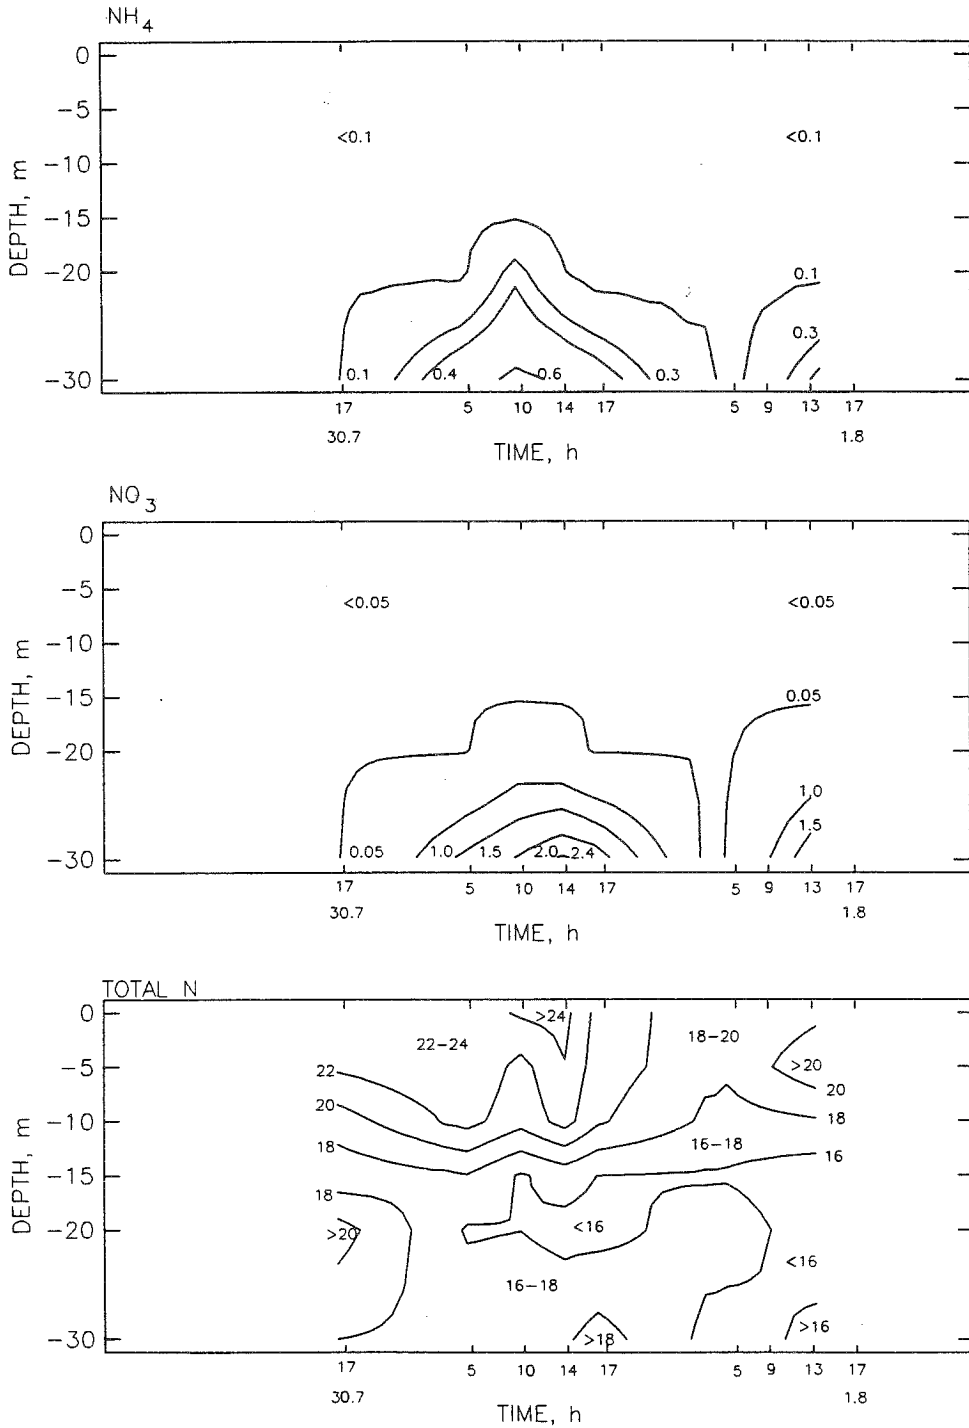 NH4
0
-5
<0.1 <0.1
-10
DEPTH, m
-15
-20
0.1
-25
0.3
-30
0.1 0.4 0.6 0.3
17 5 10 14 17 5 9 13 17
30.7 1.8
TIME, h
NO3
0
-5
<0.05 <0.05
-10
DEPTH, m
-15
0.05
-20
-25
1.0
1.5
-30
0.05 1.0 1.5 2.0 2.4
17 5 10 14 17 5 9 13 17
30.7 1.8
TIME, h
TOTAL N
0
>24
22-24 18-20
-5
22 >20
20
-10
20 18
18 16-18 16
DEPTH, m
-15
18
-20
>20 <16
<16
-25
16-18
-30
>18 >16
17 5 10 14 17 5 9 13 17
30.7 1.8
TIME, h